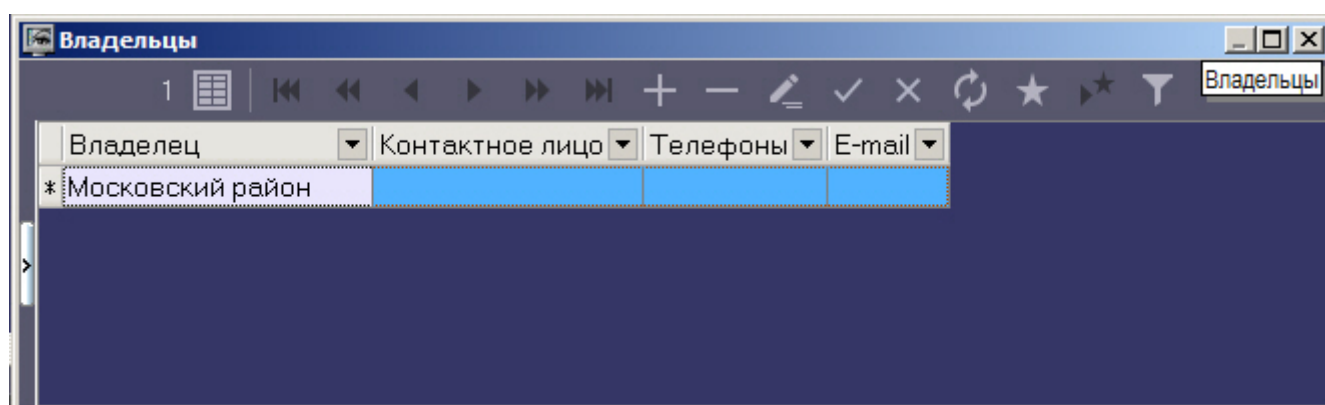 Владельцы
1
Владельцы
Владелец Контактное лицо Телефоны E-mail
* Московский район